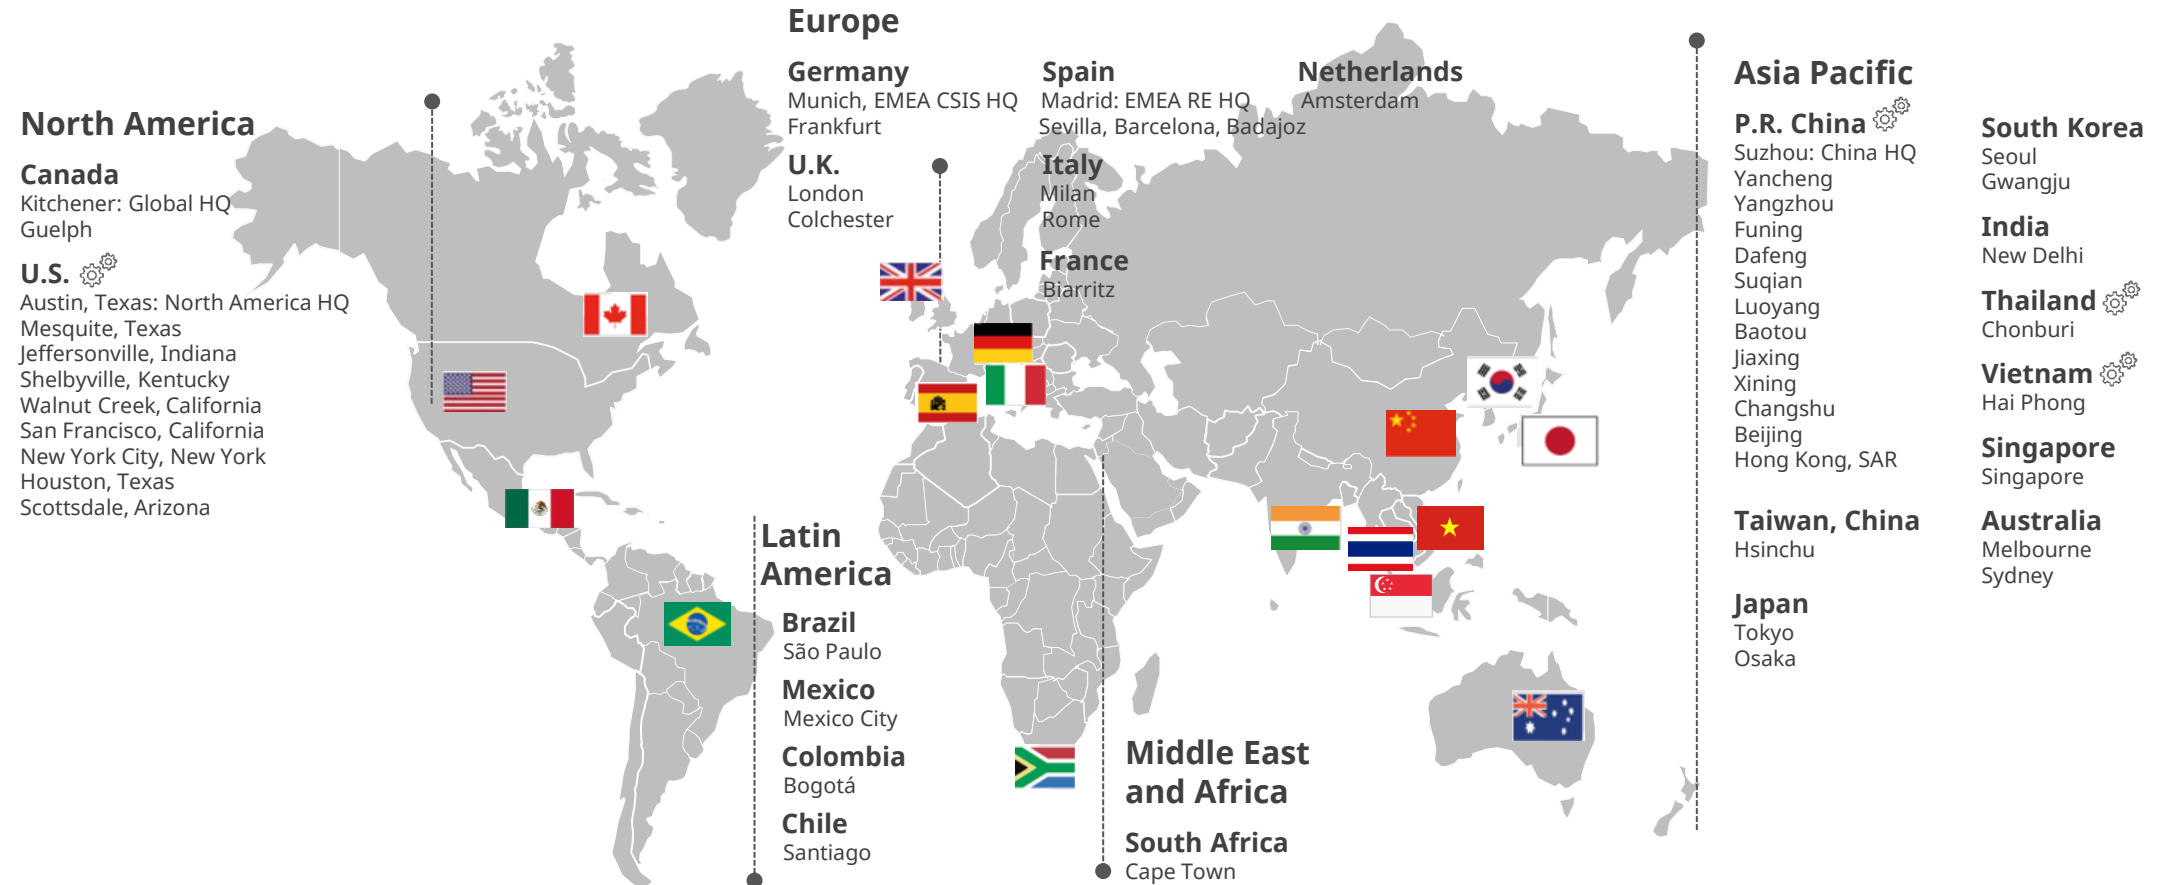 North America
Canada
Kitchener: Global HQ
Guelph
U.S.
Austin, Texas: North America HQ
Mesquite, Texas
Jeffersonville, Indiana
Shelbyville, Kentucky
Walnut Creek, California
San Francisco, California
New York City, New York
Houston, Texas
Scottsdale, Arizona
Europe
Germany
Munich, EMEA CSIS HQ
Frankfurt
U.K.
London
Colchester
Spain
Madrid: EMEA RE HQ
Sevilla, Barcelona, Badajoz
Italy
Milan
Rome
France
Biarritz
Netherlands
Amsterdam
Latin
America
Brazil
São Paulo
Mexico
Mexico City
Colombia
Bogotá
Chile
Santiago
Middle East
and Africa
South Africa
Cape Town
Asia Pacific
P.R. China
Suzhou: China HQ
Yancheng
Yangzhou
Funing
Dafeng
Suqian
Luoyang
Baotou
Jiaxing
Xining
Changshu
Beijing
Hong Kong, SAR
Taiwan, China
Hsinchu
Japan
Tokyo
Osaka
South Korea
Seoul
Gwangju
India
New Delhi
Thailand
Chonburi
Vietnam
Hai Phong
Singapore
Singapore
Australia
Melbourne
Sydney